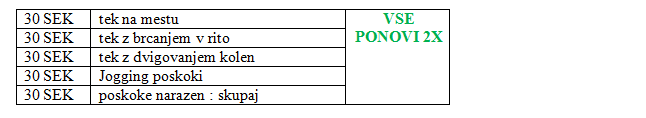 30 SEK tek na mestu VSE
30 SEK tek z brcanjem v rito PONOVI 2X
30 SEK tek z dvigovanjem kolen
30 SEK Jogging poskoki
30 SEK poskoke narazen : skupaj